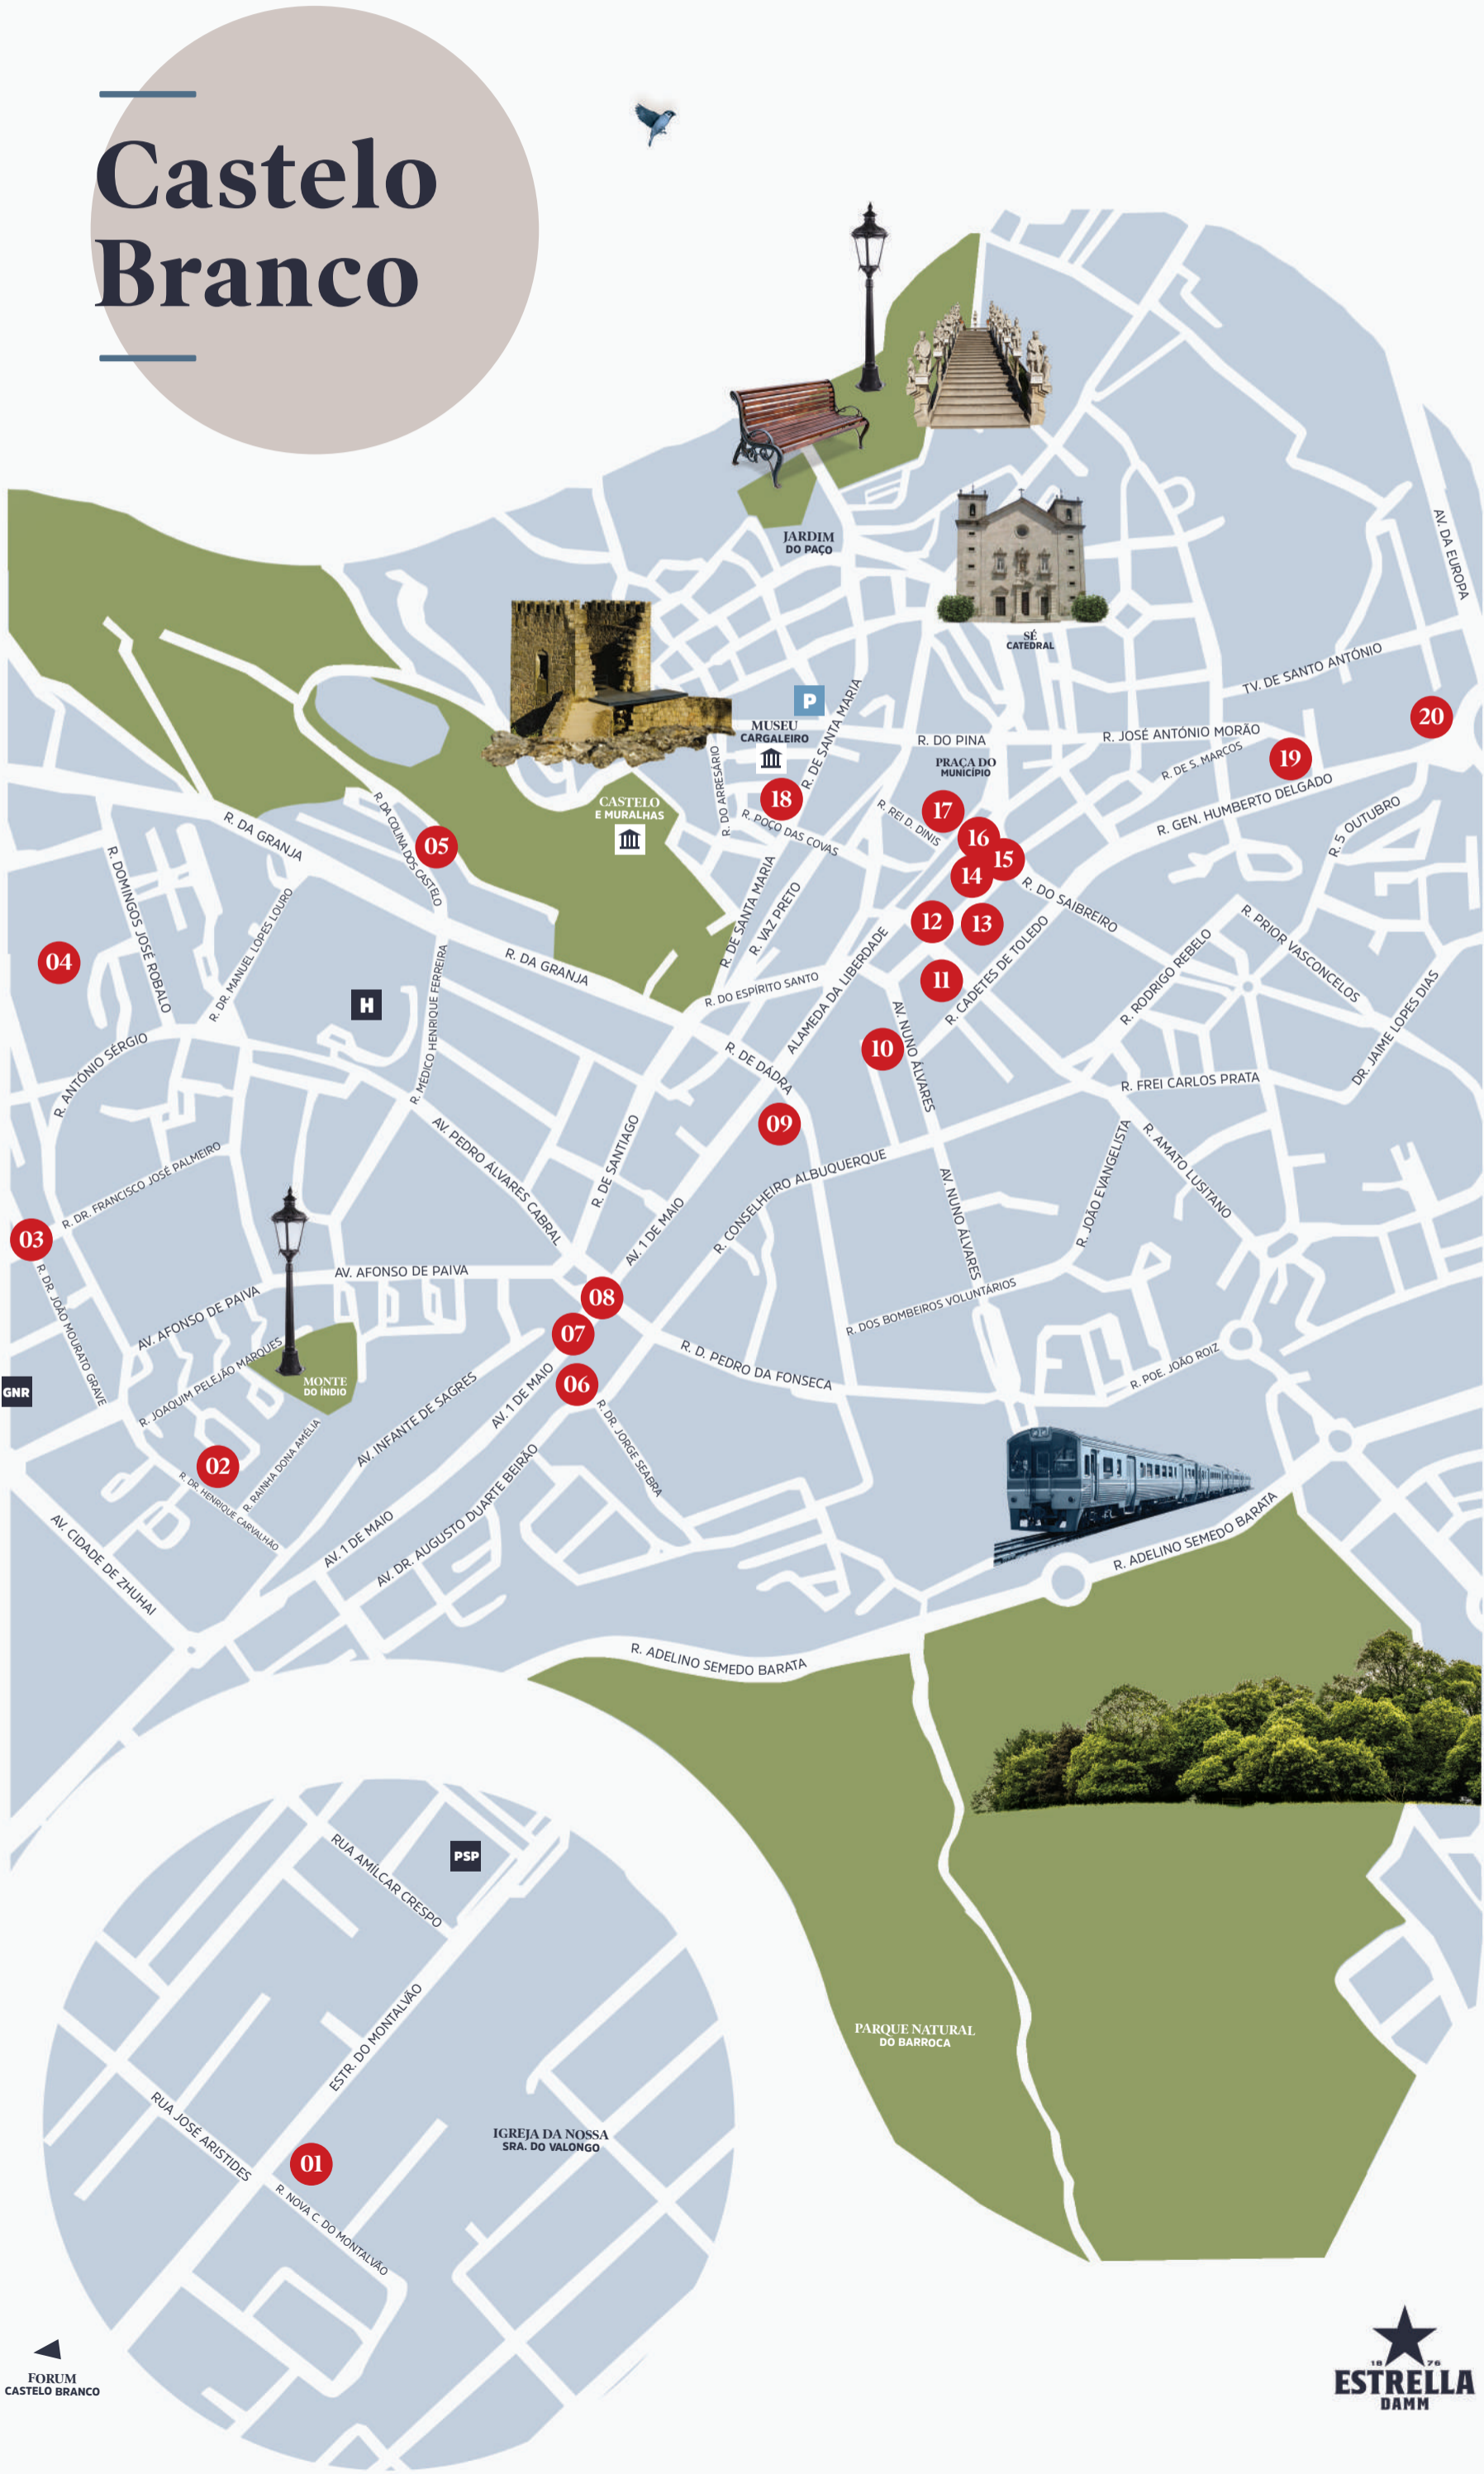 Castelo
Branco
JARDIM
DO PAÇO
SÉ
CATEDRAL
AV. DA EUROPA
TV. DE SANTO ANTÓNIO
P
MUSEU
CARGALEIRO
R. DE SANTA MARIA
R. DO PINA
R. JOSÉ ANTÓNIO MORÃO
20
PRAÇA DO
MUNICÍPIO
R. DE S. MARCOS
19
R. DO ARRESÁRIO
18
CASTELO
E MURALHAS
R. POÇO DAS COVAS
R. REI D. DINIS
17
16
15
14
R. GEN. HUMBERTO DELGADO
R. 5 OUTUBRO
R. DA GRANJA
R. DA COLINA DOS CASTELO
05
R. DOMINGOS JOSÉ ROBALO
R. DR. MANUEL LOPES LOURO
04
R. DE SANTA MARIA
R. VAZ PRETO
12
13
R. DO SAIBREIRO
R. PRIOR VASCONCELOS
R. DA GRANJA
R. DO ESPÍRITO SANTO
ALAMEDA DA LIBERDADE
11
R. CADETES DE TOLEDO
R. RODRIGO REBELO
DR. JAIME LOPES DIAS
H
R. MÉDICO HENRIQUE FERREIRA
R. ANTÓNIO SÉRGIO
R. DE DADRA
10
AV. NUNO ÁLVARES
R. FREI CARLOS PRATA
09
AV. PEDRO ALVARES CABRAL
R. DE SANTIAGO
R. CONSELHEIRO ALBUQUERQUE
R. JOÃO EVANGELISTA
R. AMATO LUSITANO
R. DR. FRANCISCO JOSÉ PALMEIRO
03
AV. 1 DE MAIO
AV. NUNO ÁLVARES
R. DR. JOÃO MOURATO GRAVE
AV. AFONSO DE PAIVA
AV. AFONSO DE PAIVA
08
07
R. DOS BOMBEIROS VOLUNTÁRIOS
R. JOAQUIM PELEJÃO MARQUES
GNR
MONTE
DO ÍNDIO
06
R. D. PEDRO DA FONSECA
R. POE. JOÃO ROIZ
AV. INFANTE DE SAGRES
AV. 1 DE MAIO
R. DR. JORGE SEABRA
02
R. RAINHA DONA AMÉLIA
R. DR. HENRIQUE CARVALHÃO
AV. CIDADE DE ZHUHAI
AV. 1 DE MAIO
AV. DR. AUGUSTO DUARTE BEIRÃO
R. ADELINO SEMEDO BARATA
R. ADELINO SEMEDO BARATA
RUA AMÍLCAR CRESPO
PSP
ESTR. DO MONTALVÃO
PARQUE NATURAL
DO BARROCA
RUA JOSÉ ARISTIDES
IGREJA DA NOSSA
SRA. DO VALONGO
01
R. NOVA C. DO MONTALVÃO
FORUM
CASTELO BRANCO
18 76
ESTRELLA
DAMM